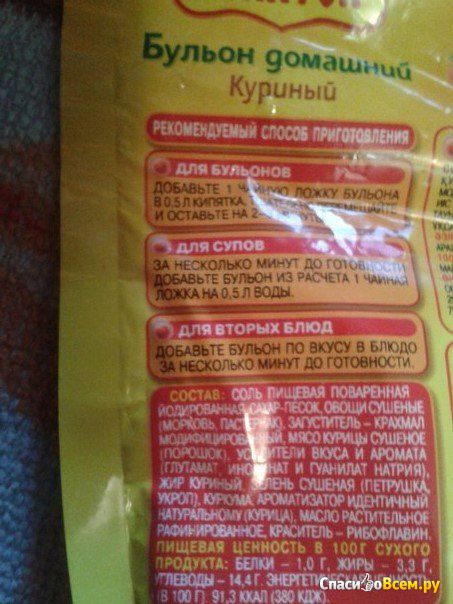 Бульон домашний
Куриный
РЕКОМЕНДУЕМЫЙ СПОСОБ ПРИГОТОВЛЕНИЯ
ДЛЯ БУЛЬОНОВ
ДОБАВЬТЕ 1 ЧАЙНУЮ ЛОЖКУ БУЛЬОНА
В 0,5 Л КИПЯТКА, ТЩАТЕЛЬНО ПЕРЕМЕШАЙТЕ
И ОСТАВЬТЕ НА
ДЛЯ СУПОВ
ЗА НЕСКОЛЬКО МИНУТ ДО ГОТОВНОСТИ
ДОБАВЬТЕ БУЛЬОН ИЗ РАСЧЕТА 1 ЧАЙНАЯ
ЛОЖКА НА 0,5 Л ВОДЫ.
ДЛЯ ВТОРЫХ БЛЮД
ДОБАВЬТЕ БУЛЬОН ПО ВКУСУ В БЛЮДО
ЗА НЕСКОЛЬКО МИНУТ ДО ГОТОВНОСТИ.
СОСТАВ: СОЛЬ ПИЩЕВАЯ ПОВАРЕННАЯ
ЙОДИРОВАННАЯ, САХАР-ПЕСОК, ОВОЩИ СУШЕНЫЕ
(МОРКОВЬ, ПАСТЕРНАК), ЗАГУСТИТЕЛЬ – КРАХМАЛ
МОДИФИЦИРОВАННЫЙ, МЯСО КУРИЦЫ СУШЕНОЕ
(ПОРОШОК), УСИЛИТЕЛИ ВКУСА И АРОМАТА
(ГЛУТАМАТ, ИНОЗИНАТ И ГУАНИЛАТ НАТРИЯ),
ЖИР КУРИНЫЙ, ЗЕЛЕНЬ СУШЕНАЯ (ПЕТРУШКА,
УКРОП), КУРКУМА, АРОМАТИЗАТОР ИДЕНТИЧНЫЙ
НАТУРАЛЬНОМУ (КУРИЦА), МАСЛО РАСТИТЕЛЬНОЕ
РАФИНИРОВАННОЕ, КРАСИТЕЛЬ – РИБОФЛАВИН.
ПИЩЕВАЯ ЦЕННОСТЬ В 100 Г СУХОГО
ПРОДУКТА: БЕЛКИ – 1,0 Г, ЖИРЫ – 3,3 Г,
УГЛЕВОДЫ – 14,4 Г.
(В 100 Г) 91,3 ККАЛ (380 КДЖ).
СпасибоВсем.ру